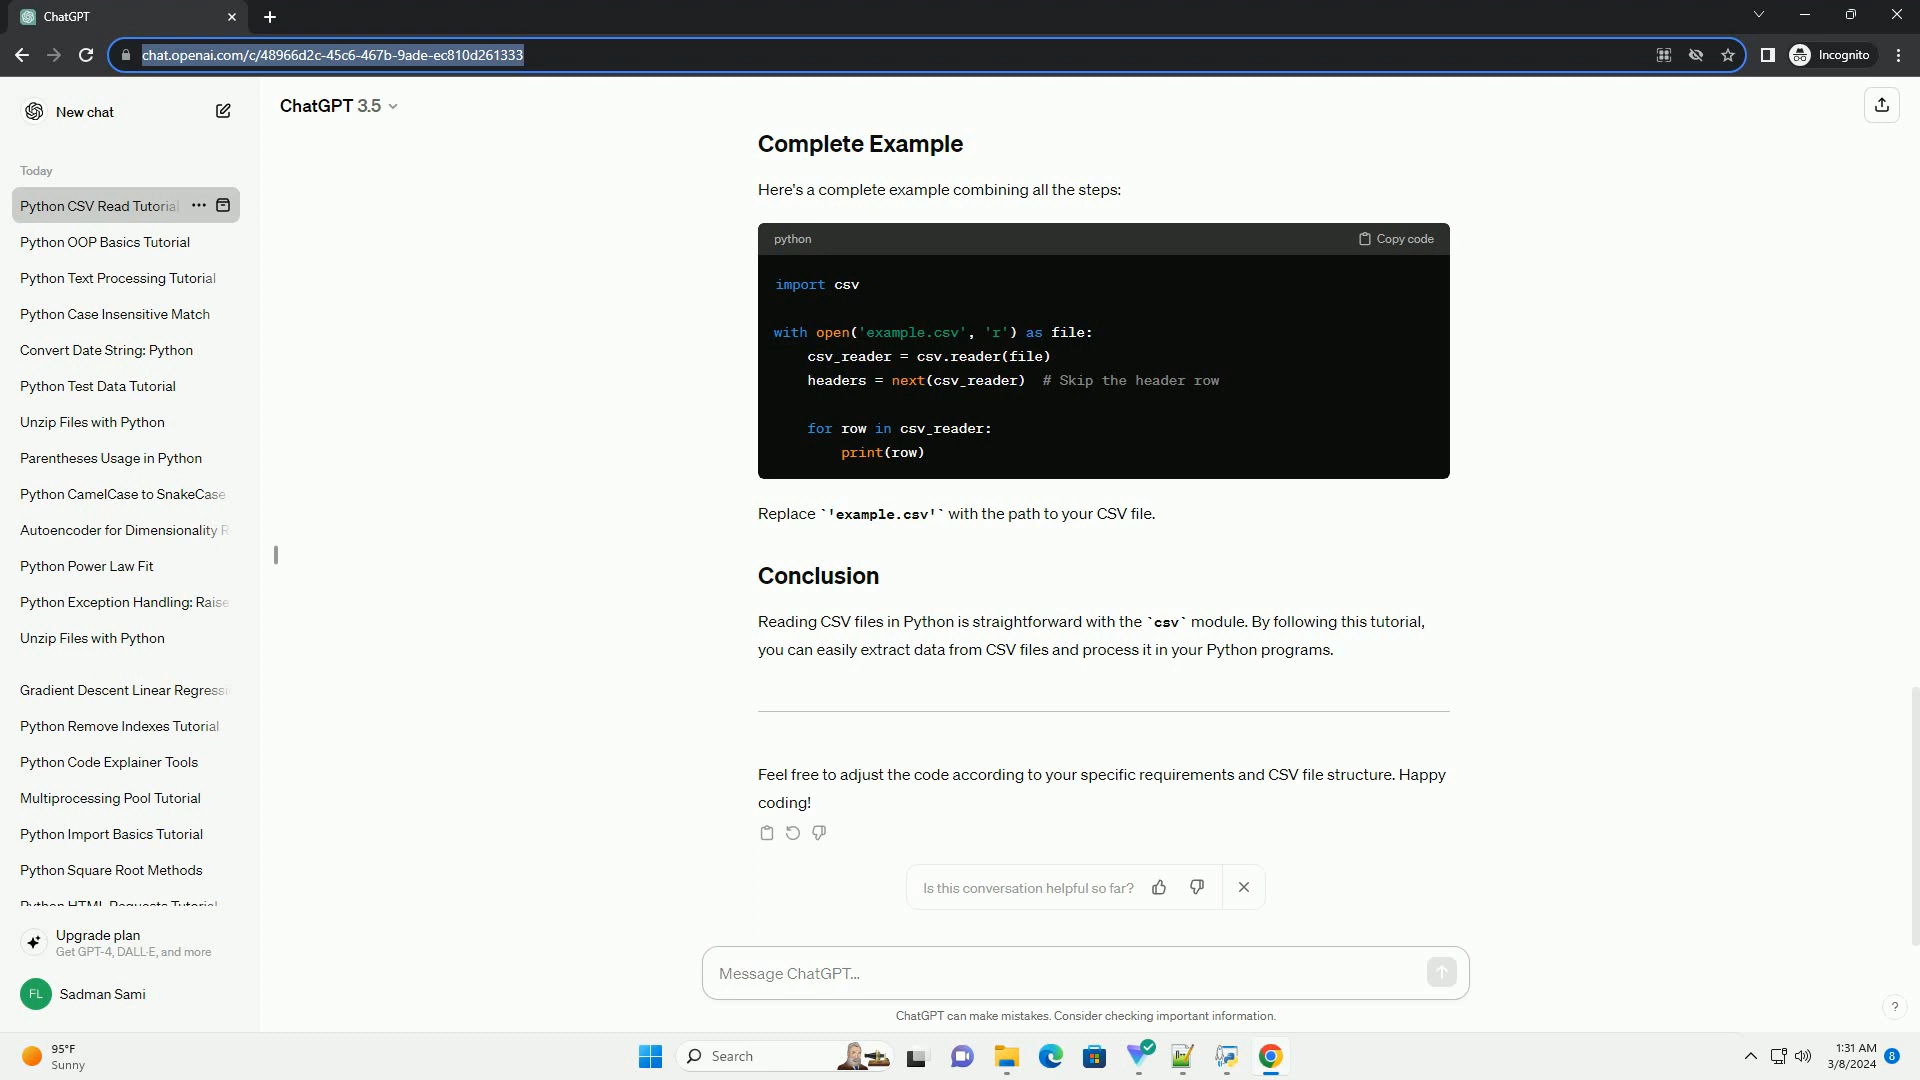 ChatGPT
chat.openai.com/c/48966d2c-45c6-467b-9ade-ec810d261333
Incognito
New chat
ChatGPT 3.5
Today
Python CSV Read Tutorial
Python OOP Basics Tutorial
Python Text Processing Tutorial
Python Case Insensitive Match
Convert Date String: Python
Python Test Data Tutorial
Unzip Files with Python
Parentheses Usage in Python
Python CamelCase to SnakeCase
Autoencoder for Dimensionality R
Python Power Law Fit
Python Exception Handling: Raise
Unzip Files with Python
Gradient Descent Linear Regressi
Python Remove Indexes Tutorial
Python Code Explainer Tools
Multiprocessing Pool Tutorial
Python Import Basics Tutorial
Python Square Root Methods
Python HTML Requests Tutorial
Upgrade plan
Get GPT-4, DALL·E, and more
FL
Sadman Sami
Complete Example
Here's a complete example combining all the steps:
python
Copy code
import csv
with open('example.csv', 'r') as file:
    csv_reader = csv.reader(file)
    headers = next(csv_reader)  # Skip the header row
    for row in csv_reader:
        print(row)
Replace `'example.csv'` with the path to your CSV file.
Conclusion
Reading CSV files in Python is straightforward with the `csv` module. By following this tutorial,
you can easily extract data from CSV files and process it in your Python programs.
Feel free to adjust the code according to your specific requirements and CSV file structure. Happy
coding!
Is this conversation helpful so far?
Message ChatGPT...
ChatGPT can make mistakes. Consider checking important information.
?
95°F
Sunny
Search
1:31 AM
3/8/2024
8